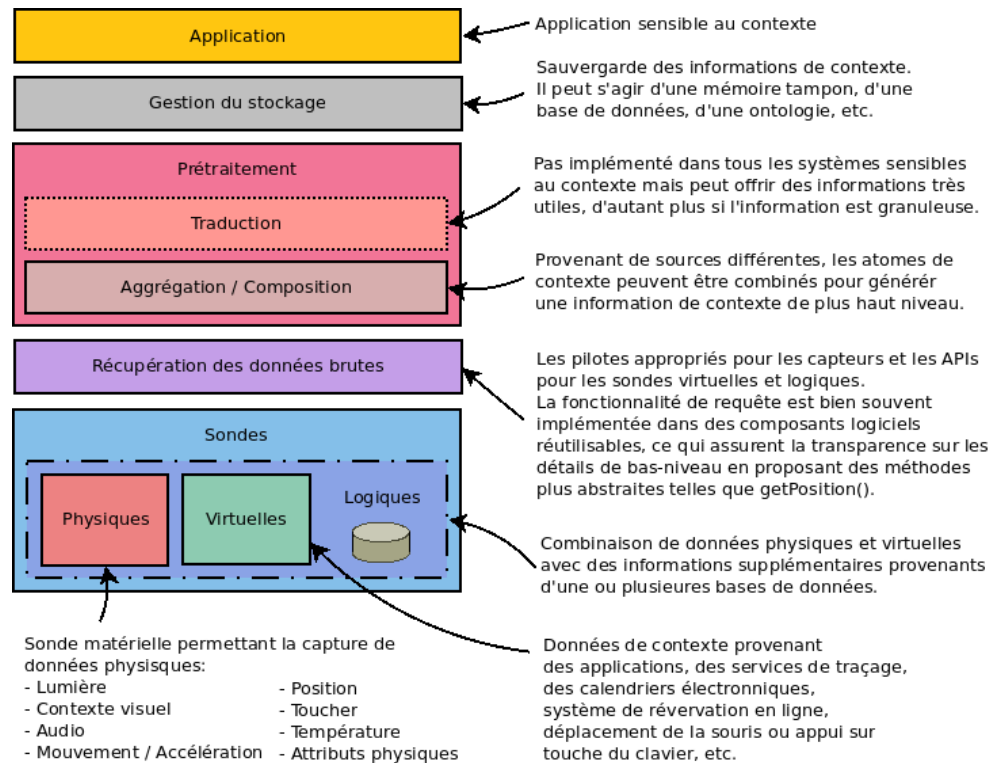 Application
Application sensible au contexte
Gestion du stockage
Sauvergarde des informations de contexte.
Il peut s'agir d'une mémoire tampon, d'une
base de données, d'une ontologie, etc.
Prétraitement
Traduction
Pas implémenté dans tous les systèmes sensibles
au contexte mais peut offrir des informations très
utiles, d'autant plus si l'information est granuleuse.
Aggrégation / Composition
Provenant de sources différentes, les atomes de
contexte peuvent être combinés pour générér
une information de contexte de plus haut niveau.
Récupération des données brutes
Les pilotes appropriés pour les capteurs et les APIs
pour les sondes virtuelles et logiques.
La fonctionnalité de requête est bien souvent
implémentée dans des composants logiciels
réutilisables, ce qui assurent la transparence sur les
détails de bas-niveau en proposant des méthodes
plus abstraites telles que getPosition().
Sondes
Physiques
Virtuelles
Logiques
Combinaison de données physiques et virtuelles
avec des informations supplémentaires provenants
d'une ou plusieures bases de données.
Sonde matérielle permettant la capture de
données physisques:
- Lumière
- Contexte visuel
- Audio
- Mouvement / Accélération
- Position
- Toucher
- Température
- Attributs physiques
Données de contexte provenant
des applications, des services de traçage,
des calendriers électronniques,
système de révervation en ligne,
déplacement de la souris ou appui sur
touche du clavier, etc.